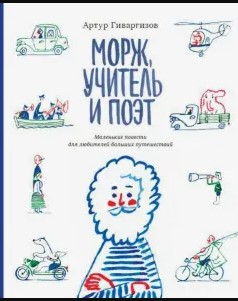 Артур Гиваргизов
МОРЖ,
УЧИТЕЛЬ
И ПОЭТ
Маленькие повести
для любителей больших путешествий